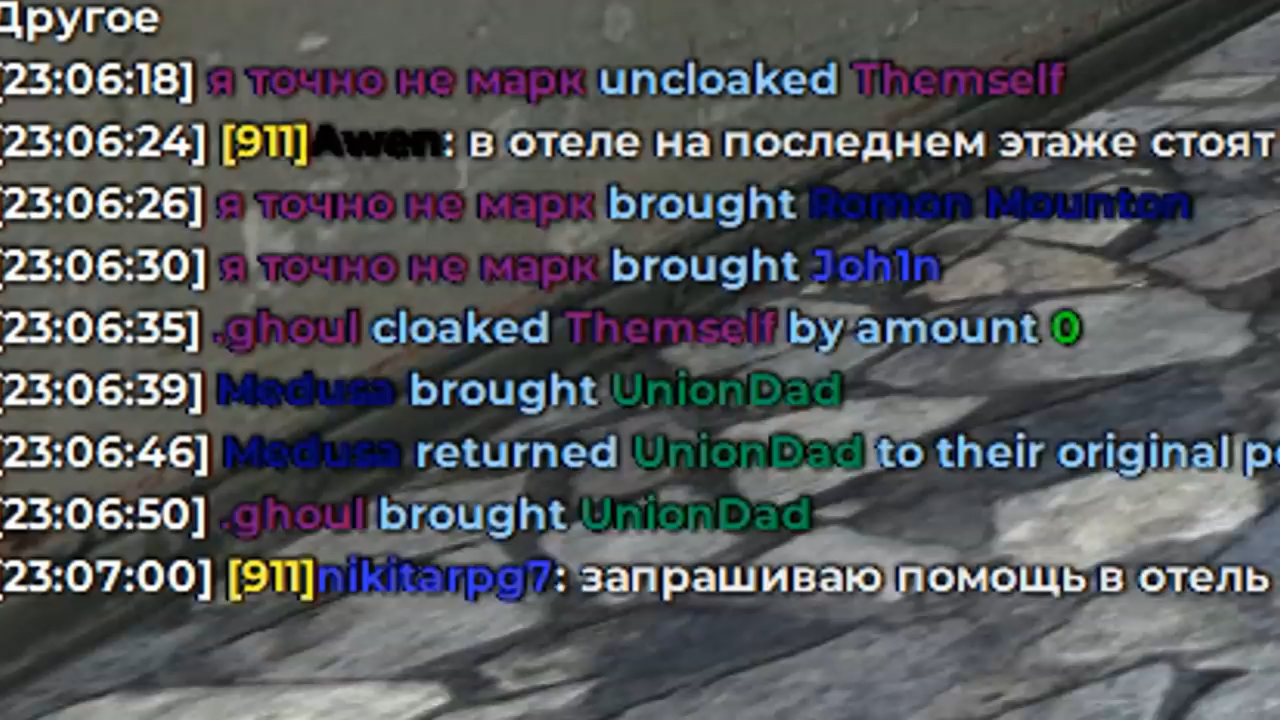 Другое
[23:06:18] я точно не марк uncloaked Themself
[23:06:24] [911]Awen: в отеле на последнем этаже стоят
[23:06:26] я точно не марк brought Romon Mounton
[23:06:30] я точно не марк brought Joh1n
[23:06:35] .ghoul cloaked Themself by amount 0
[23:06:39] Medusa brought UnionDad
[23:06:46] Medusa returned UnionDad to their original
[23:06:50] .ghoul brought UnionDad
[23:07:00] [911]nikitarpg7: запрашиваю помощь в отель